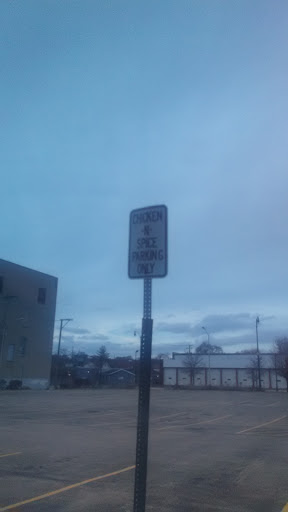 CHICKEN
-N-
SPICE
PARKING
ONLY